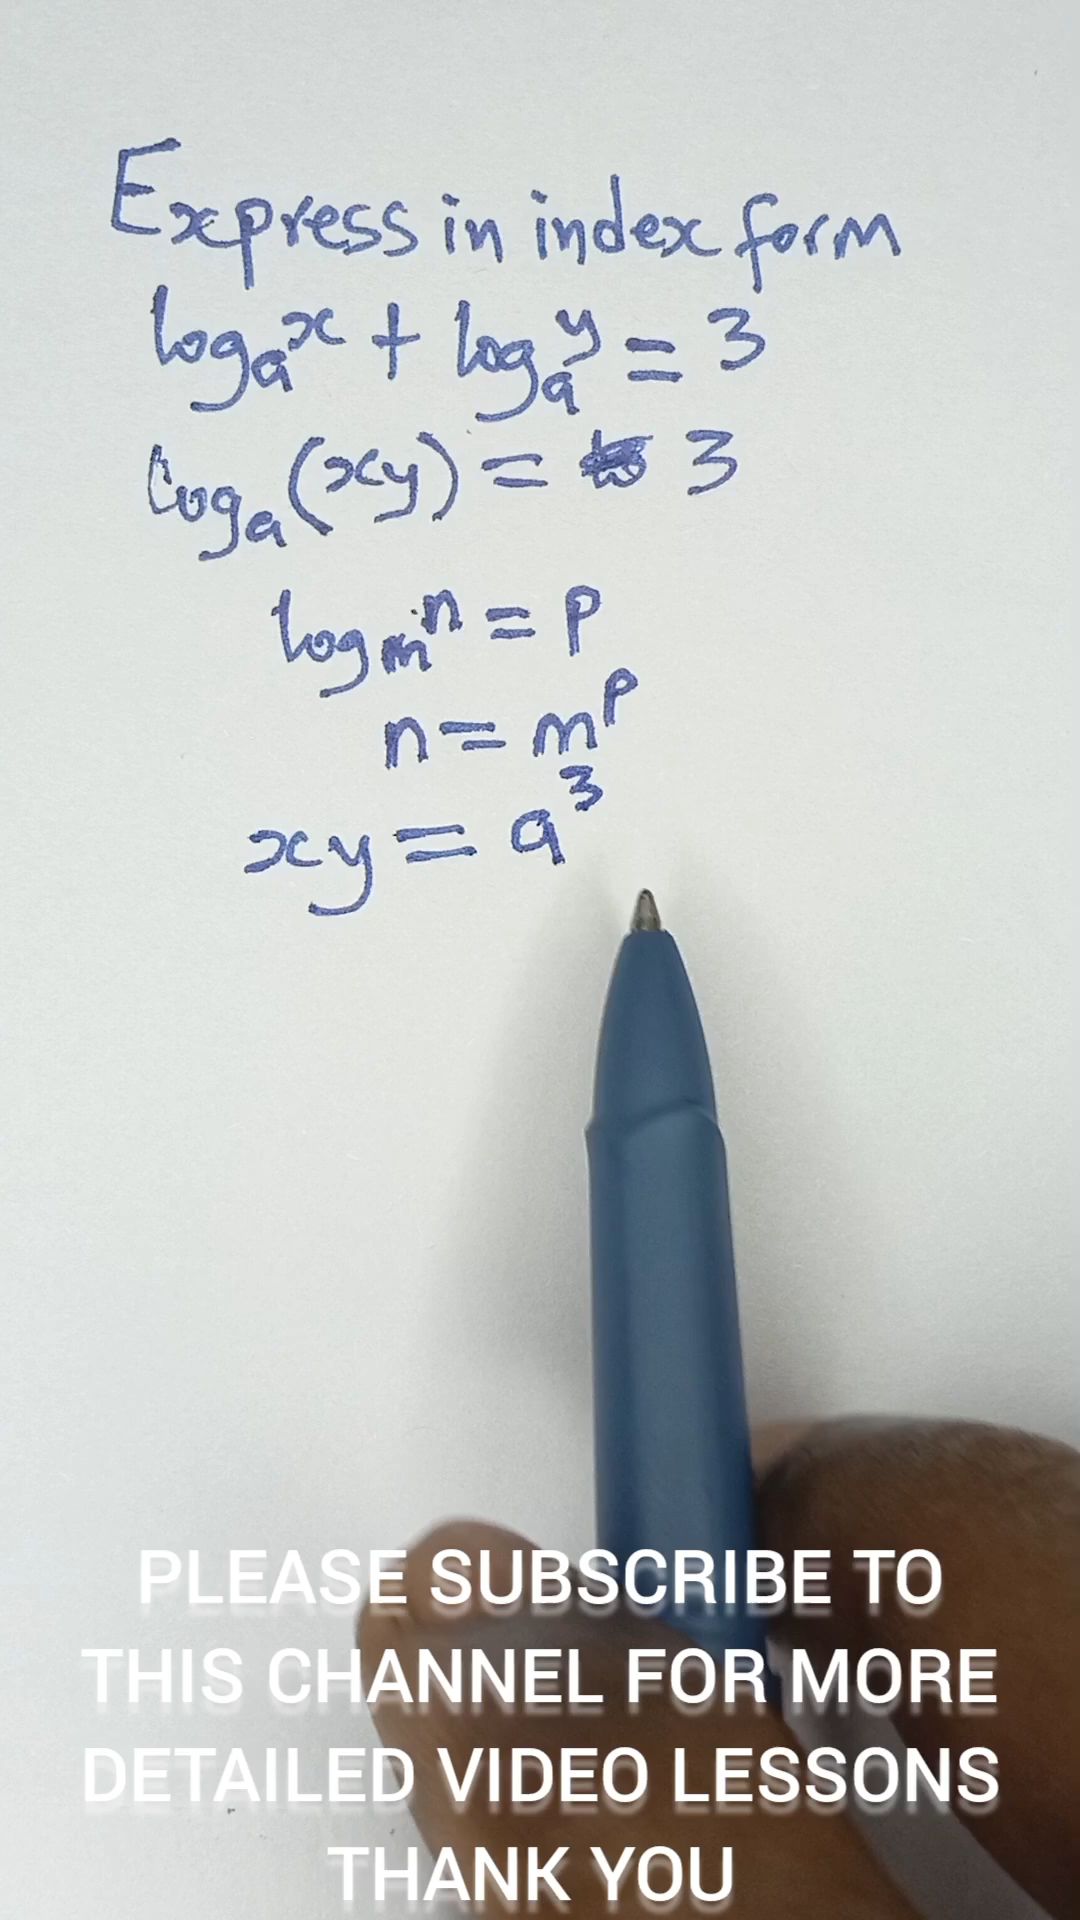 Express in index form
logₐx + logₐy = 3
logₐ(xy) = 3
logₘn = p
n = mᵖ
xy = a³
PLEASE SUBSCRIBE TO
THIS CHANNEL FOR MORE
DETAILED VIDEO LESSONS
THANK YOU